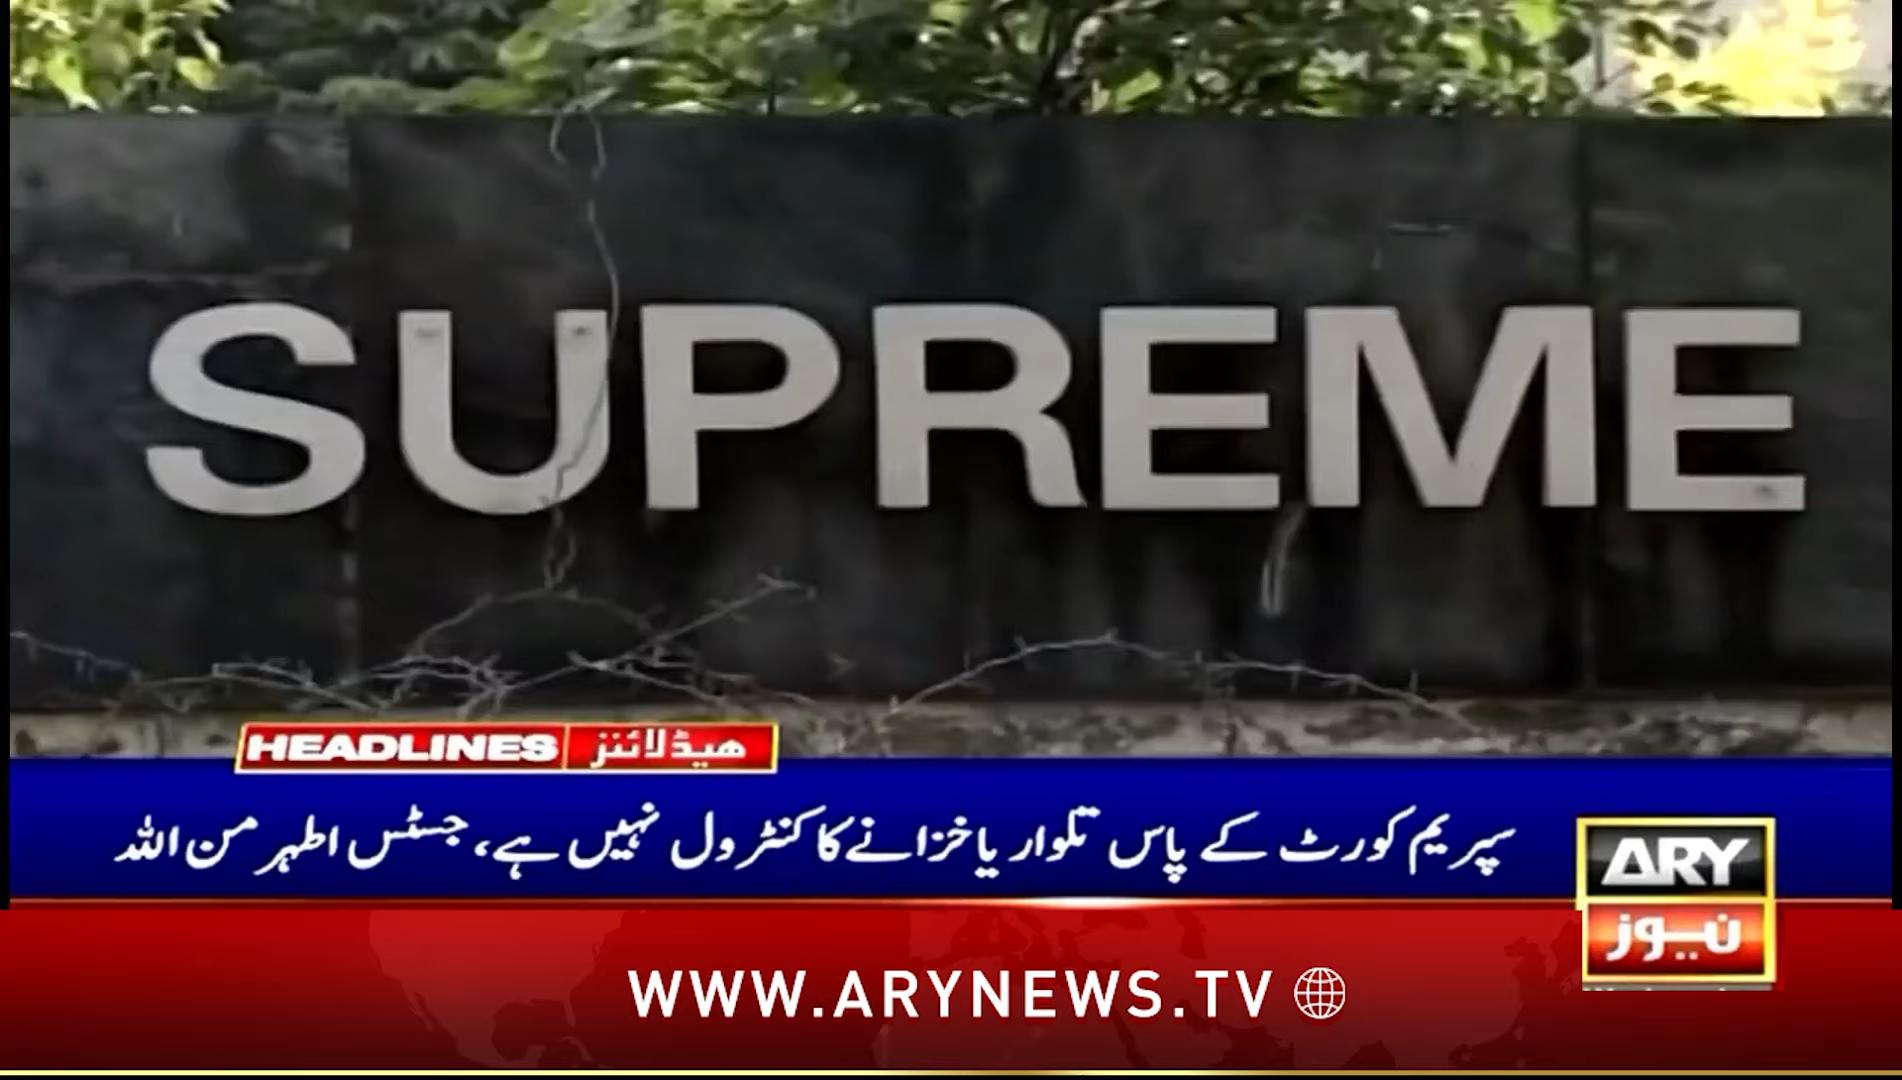 SUPREME
HEADLINES ہیڈلائنز
سپریم کورٹ کے پاس تلوار یا خزانے کا کنٹرول نہیں ہے، جسٹس اطہر من اللہ
ARY
نیوز
WWW.ARYNEWS.TV